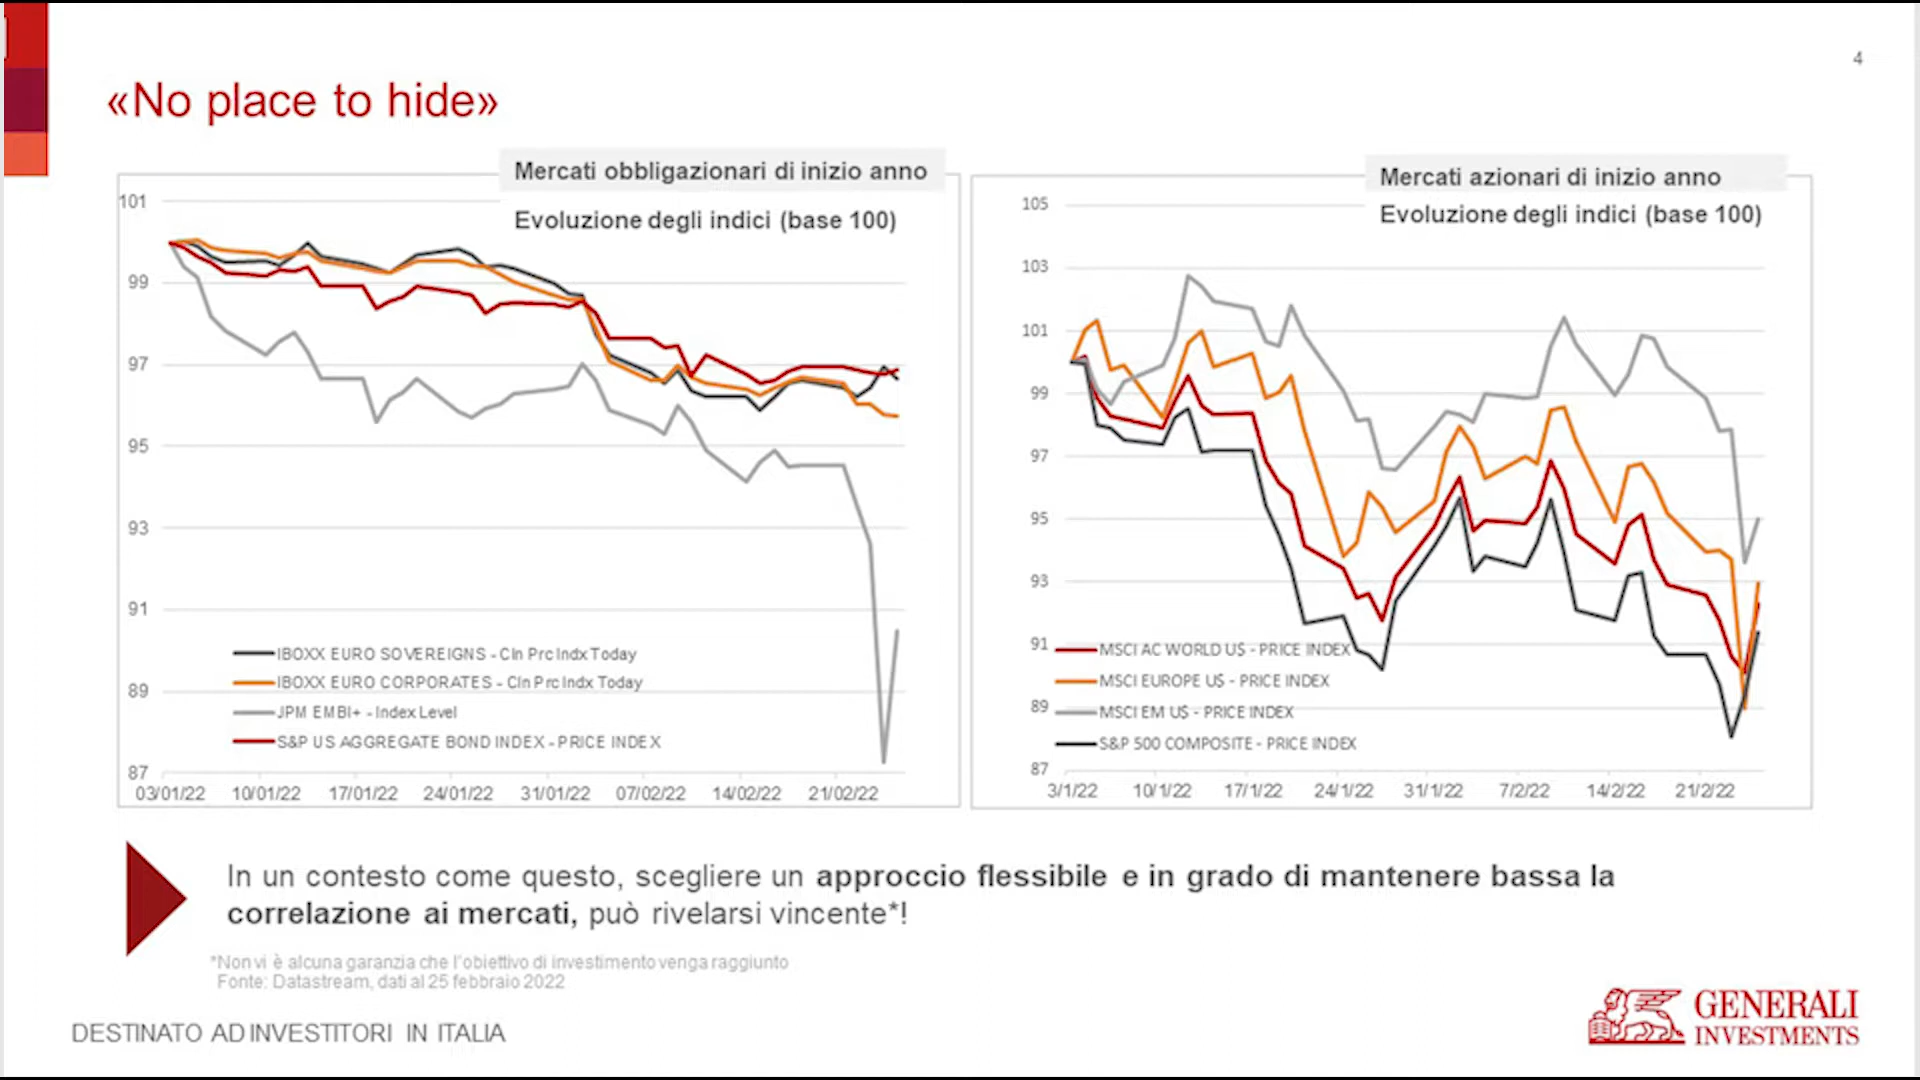 4
«No place to hide»
Mercati obbligazionari di inizio anno
Evoluzione degli indici (base 100)
101
99
97
95
93
91
89
87
IBOXX EURO SOVEREIGNS - Cln Prc Indx Today
IBOXX EURO CORPORATES - Cln Prc Indx Today
JPM EMBI+ - Index Level
S&P US AGGREGATE BOND INDEX - PRICE INDEX
03/01/22 10/01/22 17/01/22 24/01/22 31/01/22 07/02/22 14/02/22 21/02/22
Mercati azionari di inizio anno
Evoluzione degli indici (base 100)
105
103
101
99
97
95
93
91
89
87
MSCI AC WORLD U$ - PRICE INDEX
MSCI EUROPE U$ - PRICE INDEX
MSCI EM U$ - PRICE INDEX
S&P 500 COMPOSITE - PRICE INDEX
3/1/22 10/1/22 17/1/22 24/1/22 31/1/22 7/2/22 14/2/22 21/2/22
In un contesto come questo, scegliere un approccio flessibile e in grado di mantenere bassa la
correlazione ai mercati, può rivelarsi vincente*!
*Non vi è alcuna garanzia che l'obiettivo di investimento venga raggiunto
Fonte: Datastream, dati al 25 febbraio 2022
DESTINATO AD INVESTITORI IN ITALIA
GENERALI
INVESTMENTS